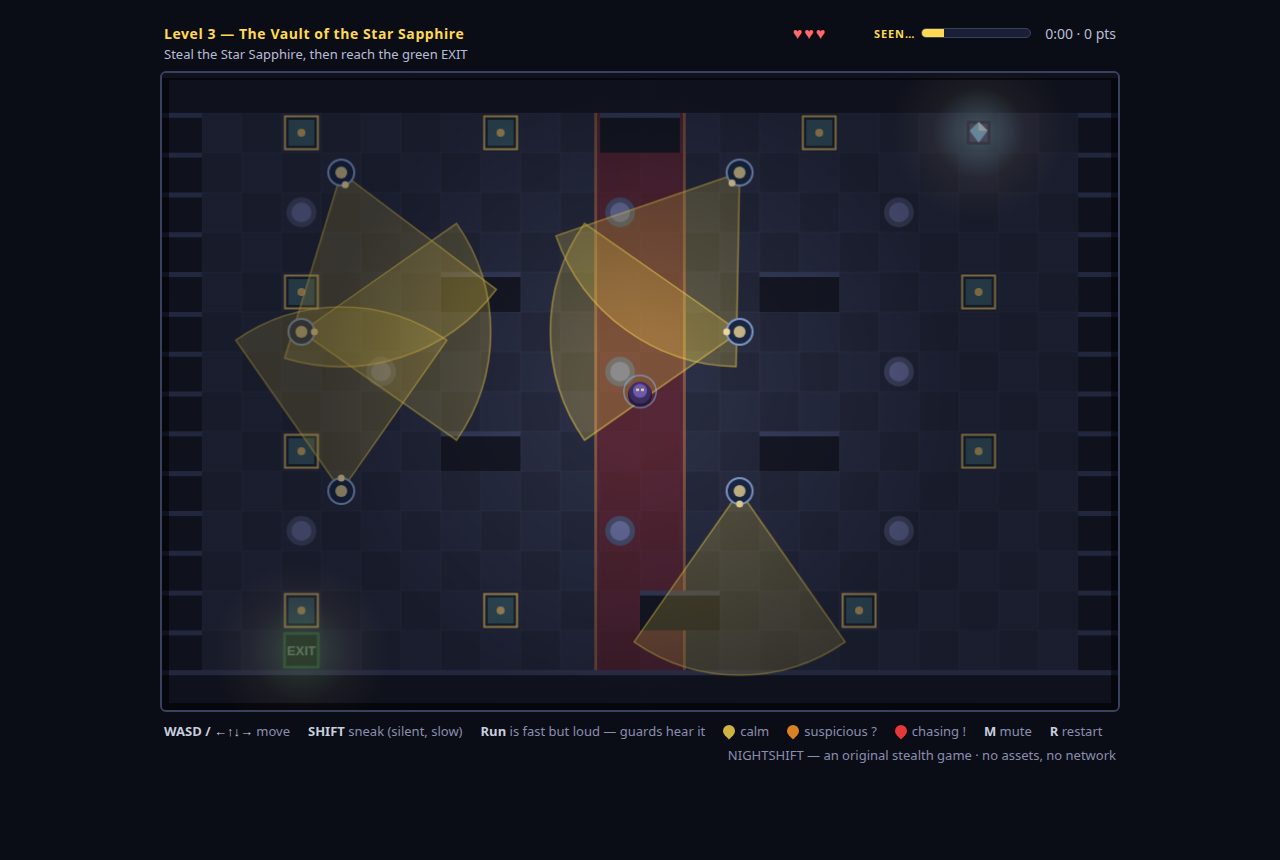 Level 3 — The Vault of the Star Sapphire
Steal the Star Sapphire, then reach the green EXIT
♥♥♥ SEEN… 0:00 · 0 pts
EXIT
WASD / ←↑↓→ move SHIFT sneak (silent, slow) Run is fast but loud — guards hear it calm suspicious ? chasing ! M mute R restart
NIGHTSHIFT — an original stealth game · no assets, no network